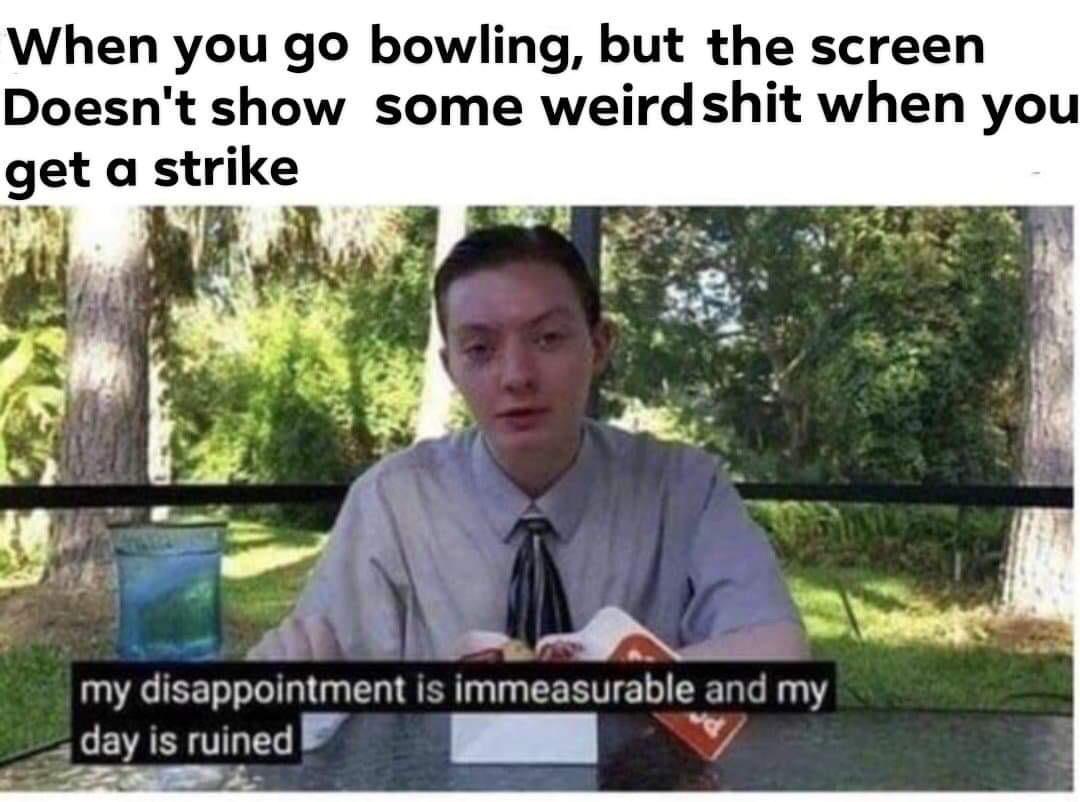 When you go bowling, but the screen
Doesn't show some weird shit when you
get a strike
my disappointment is immeasurable and my
day is ruined